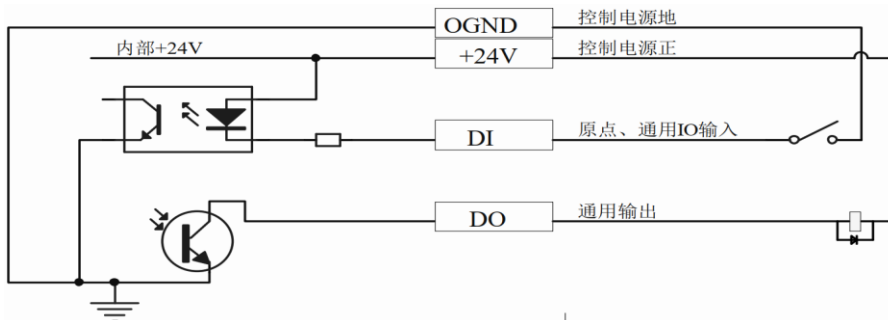 OGND 控制电源地
内部+24V +24V 控制电源正
DI 原点、通用IO输入
DO 通用输出